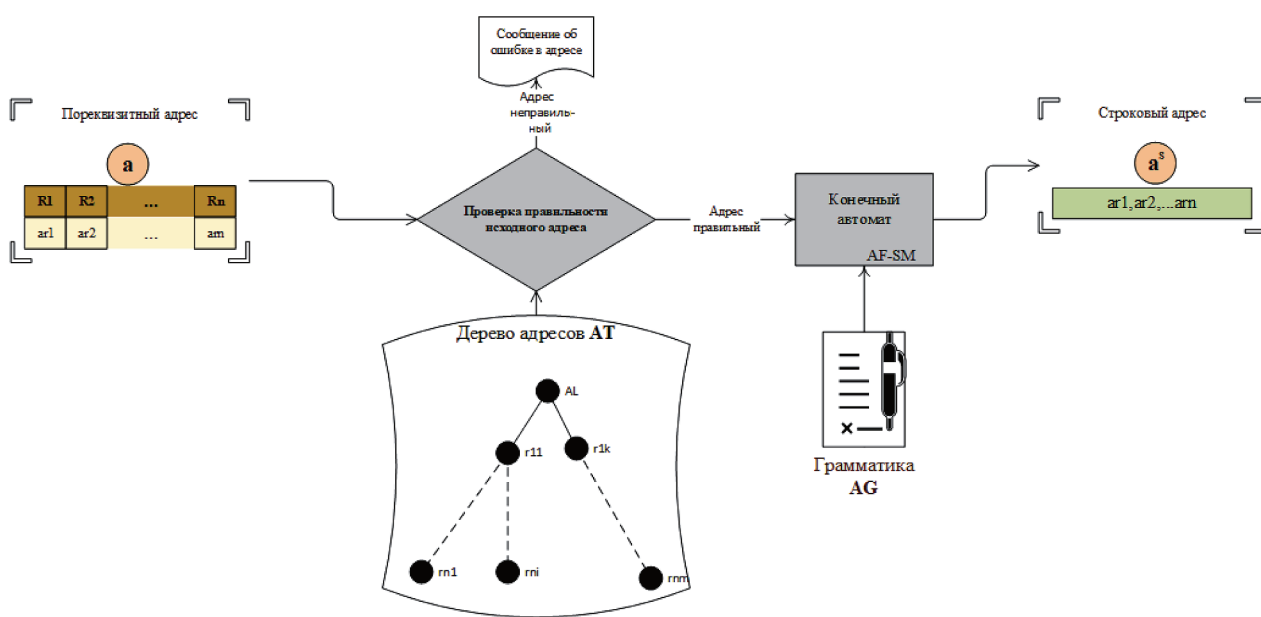 Сообщение об
ошибке в адресе
Адрес
неправиль-
ный
Пореквизитный адрес
a
R1 R2 ... Rn
ar1 ar2 ... arn
Проверка правильности
исходного адреса
Адрес
правильный
Конечный
автомат
AF-SM
Строковый адрес
a^s
ar1,ar2,...arn
Дерево адресов AT
AL
r11
r1k
rn1
rni
rnm
Грамматика
AG